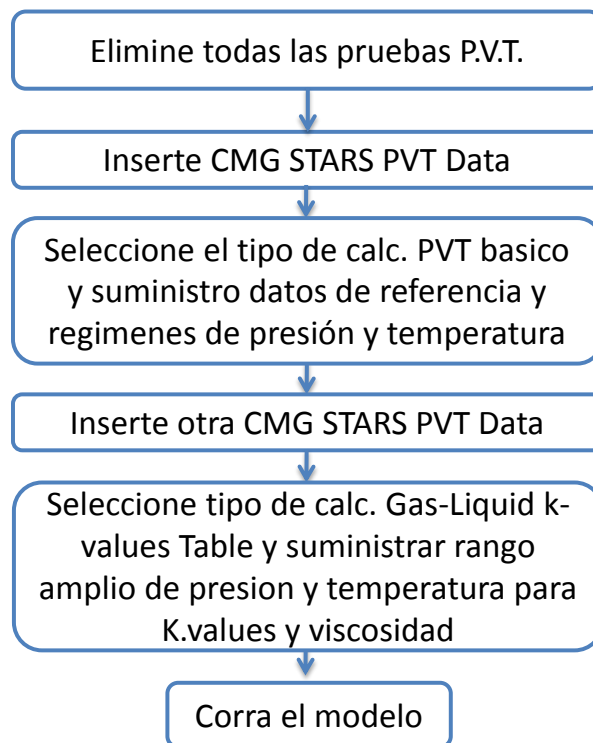 Elimine todas las pruebas P.V.T.
Inserte CMG STARS PVT Data
Seleccione el tipo de calc. PVT basico
y suministro datos de referencia y
regimenes de presión y temperatura
Inserte otra CMG STARS PVT Data
Seleccione tipo de calc. Gas-Liquid k-
values Table y suministrar rango
amplio de presion y temperatura para
K.values y viscosidad
Corra el modelo